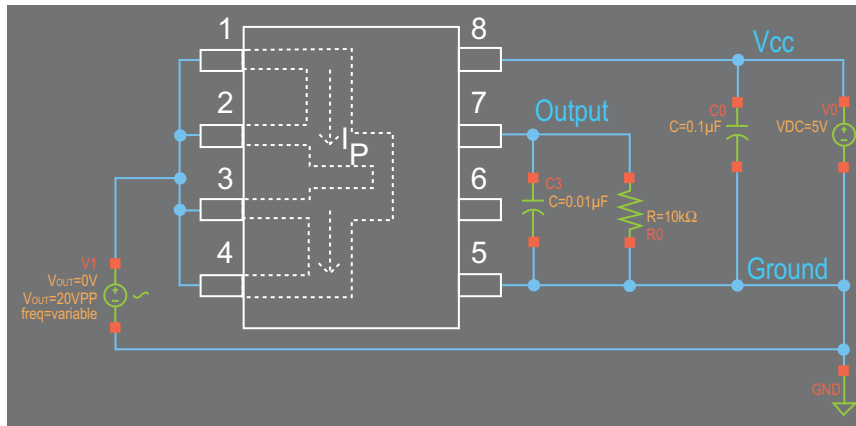 1
8
Vcc
2
7
Output
C0
C=0.1µF
V0
VDC=5V
IP
3
6
C3
C=0.01µF
R=10kΩ
R0
4
5
Ground
V1
VOUT=0V
VOUT=20VPP
freq=variable
GND